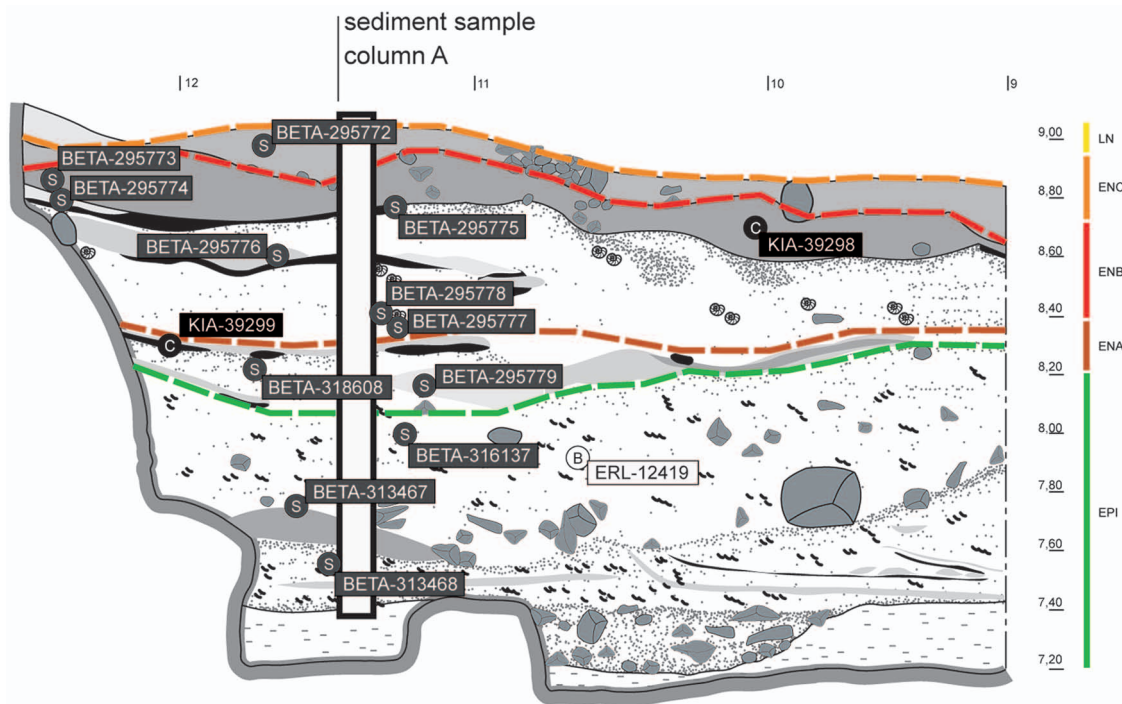 sediment sample
column A
12
11
10
9
BETA-295772
BETA-295773
BETA-295774
BETA-295775
BETA-295776
KIA-39298
BETA-295778
BETA-295777
KIA-39299
BETA-318608
BETA-295779
BETA-316137
ERL-12419
BETA-313467
BETA-313468
S
S
S
S
S
C
S
S
C
S
S
S
B
S
S
9,00
8,80
8,60
8,40
8,20
8,00
7,80
7,60
7,40
7,20
LN
ENC
ENB
ENA
EPI